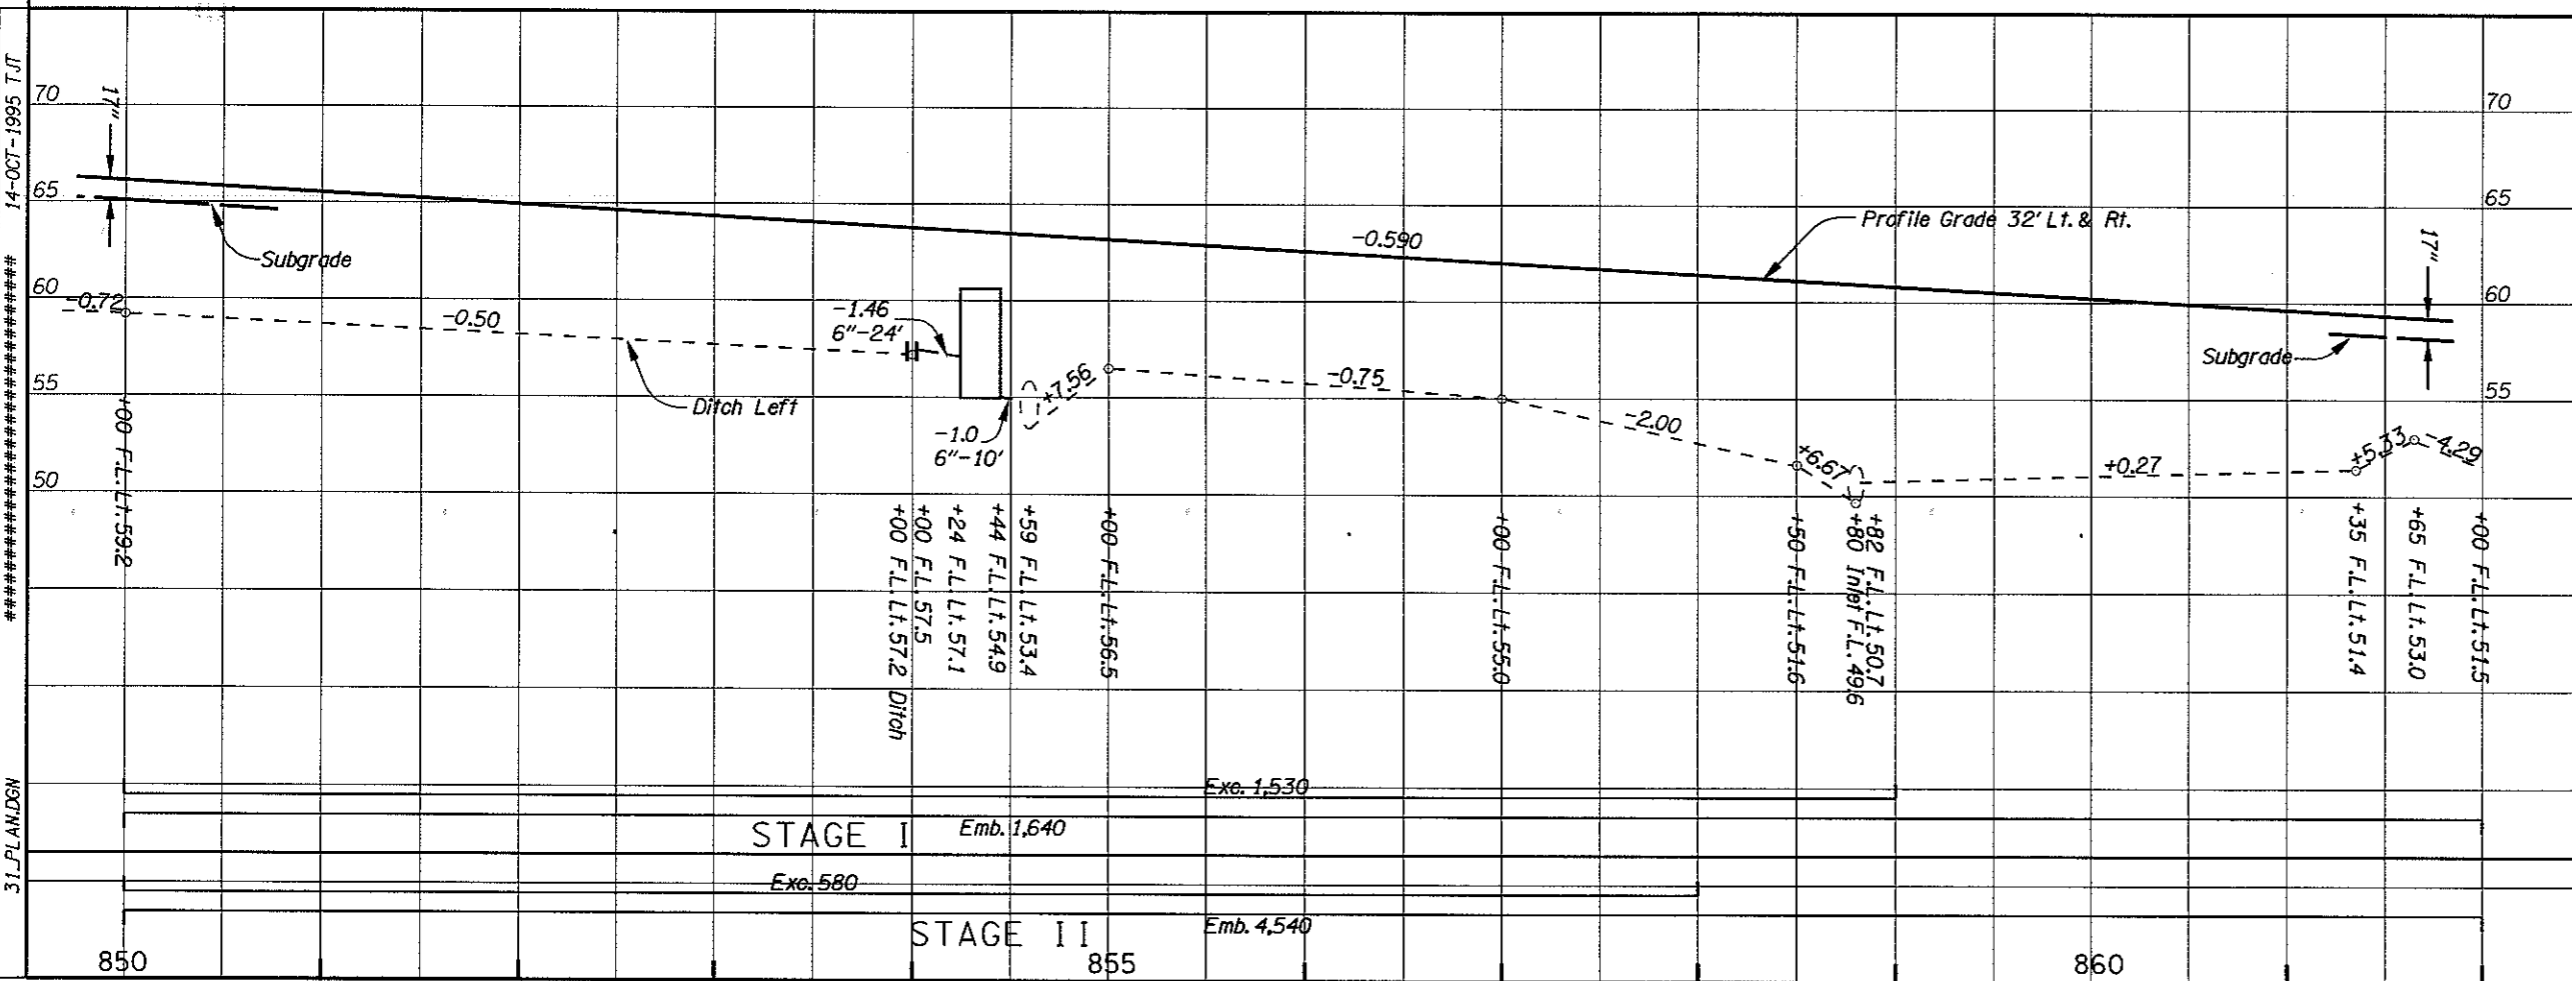 14-OCT-1995 TJT
####################################
31_PLAN.DGN
70
65
60
55
50
70
65
60
55
17"
Subgrade
-0.72
-0.50
Ditch Left
-1.46
6"-24'
-1.0
6"-10'
+7.56
-0.590
Profile Grade 32' Lt. & Rt.
-0.75
-2.00
+6.67
+0.27
+5.33
-4.29
17"
Subgrade
+00 F.L. Lt. 59.2
+00 F.L. Lt. 57.2 Ditch
+00 F.L. 57.5
+24 F.L. Lt. 57.1
+44 F.L. Lt. 54.9
+59 F.L. Lt. 53.4
+00 F.L. Lt. 56.5
+00 F.L. Lt. 55.0
+50 F.L. Lt. 51.6
+80 Inlet F.L. 49.6
+82 F.L. Lt. 50.7
+35 F.L. Lt. 51.4
+65 F.L. Lt. 53.0
+00 F.L. Lt. 51.5
Exc. 1,530
STAGE I
Emb. 1,640
Exc. 580
STAGE II
Emb. 4,540
850
855
860